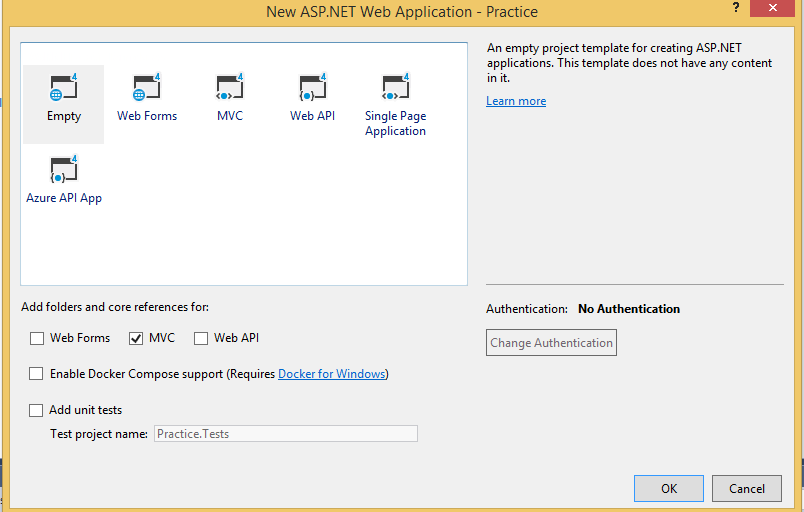 New ASP.NET Web Application - Practice
?
4
4
4
4
4
Empty
Web Forms
MVC
Web API
Single Page
Application
4
Azure API App
An empty project template for creating ASP.NET
applications. This template does not have any content
in it.
Learn more
Add folders and core references for:
Web Forms
MVC
Web API
Enable Docker Compose support (Requires Docker for Windows)
Add unit tests
Test project name: Practice.Tests
Authentication: No Authentication
Change Authentication
OK
Cancel